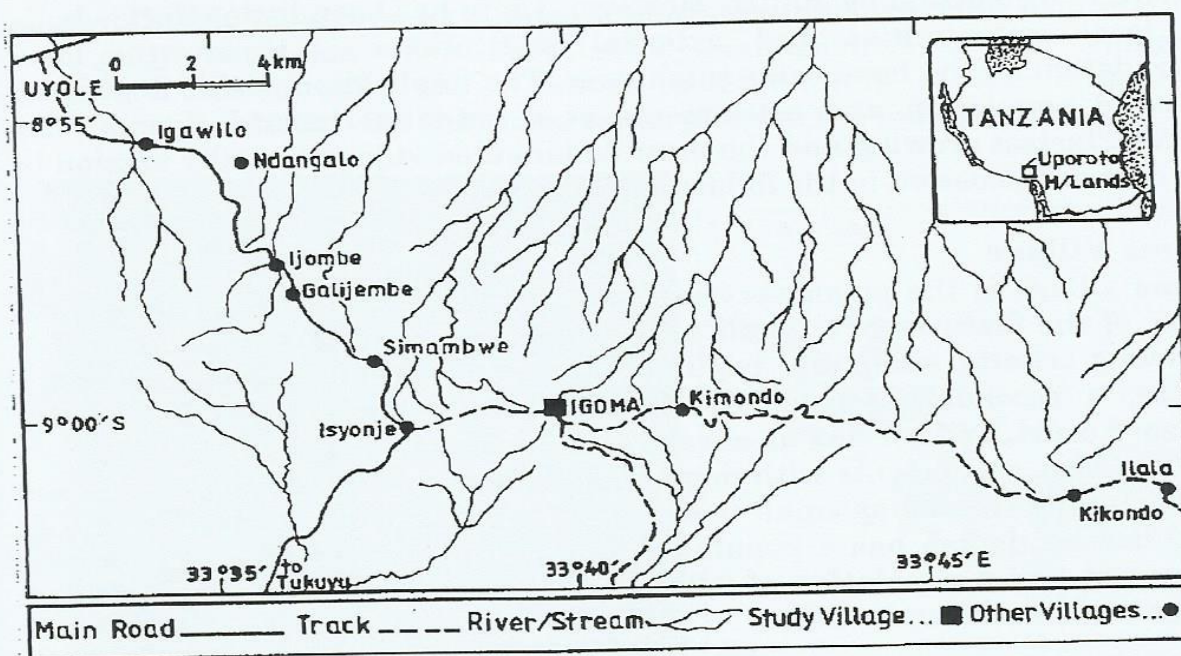 0 2 4km
UYOLE
8°55′
Igawilo
Ndangalo
TANZANIA
Uporoto
H/Lands
Ijombe
Galijembe
Simambwe
IGOMA
Kimondo
9°00′S
Isyonje
Ilala
Kikondo
33°35′
to
Tukuyu
33°40′
33°45′E
Main Road Track River/Stream Study Village... Other Villages...